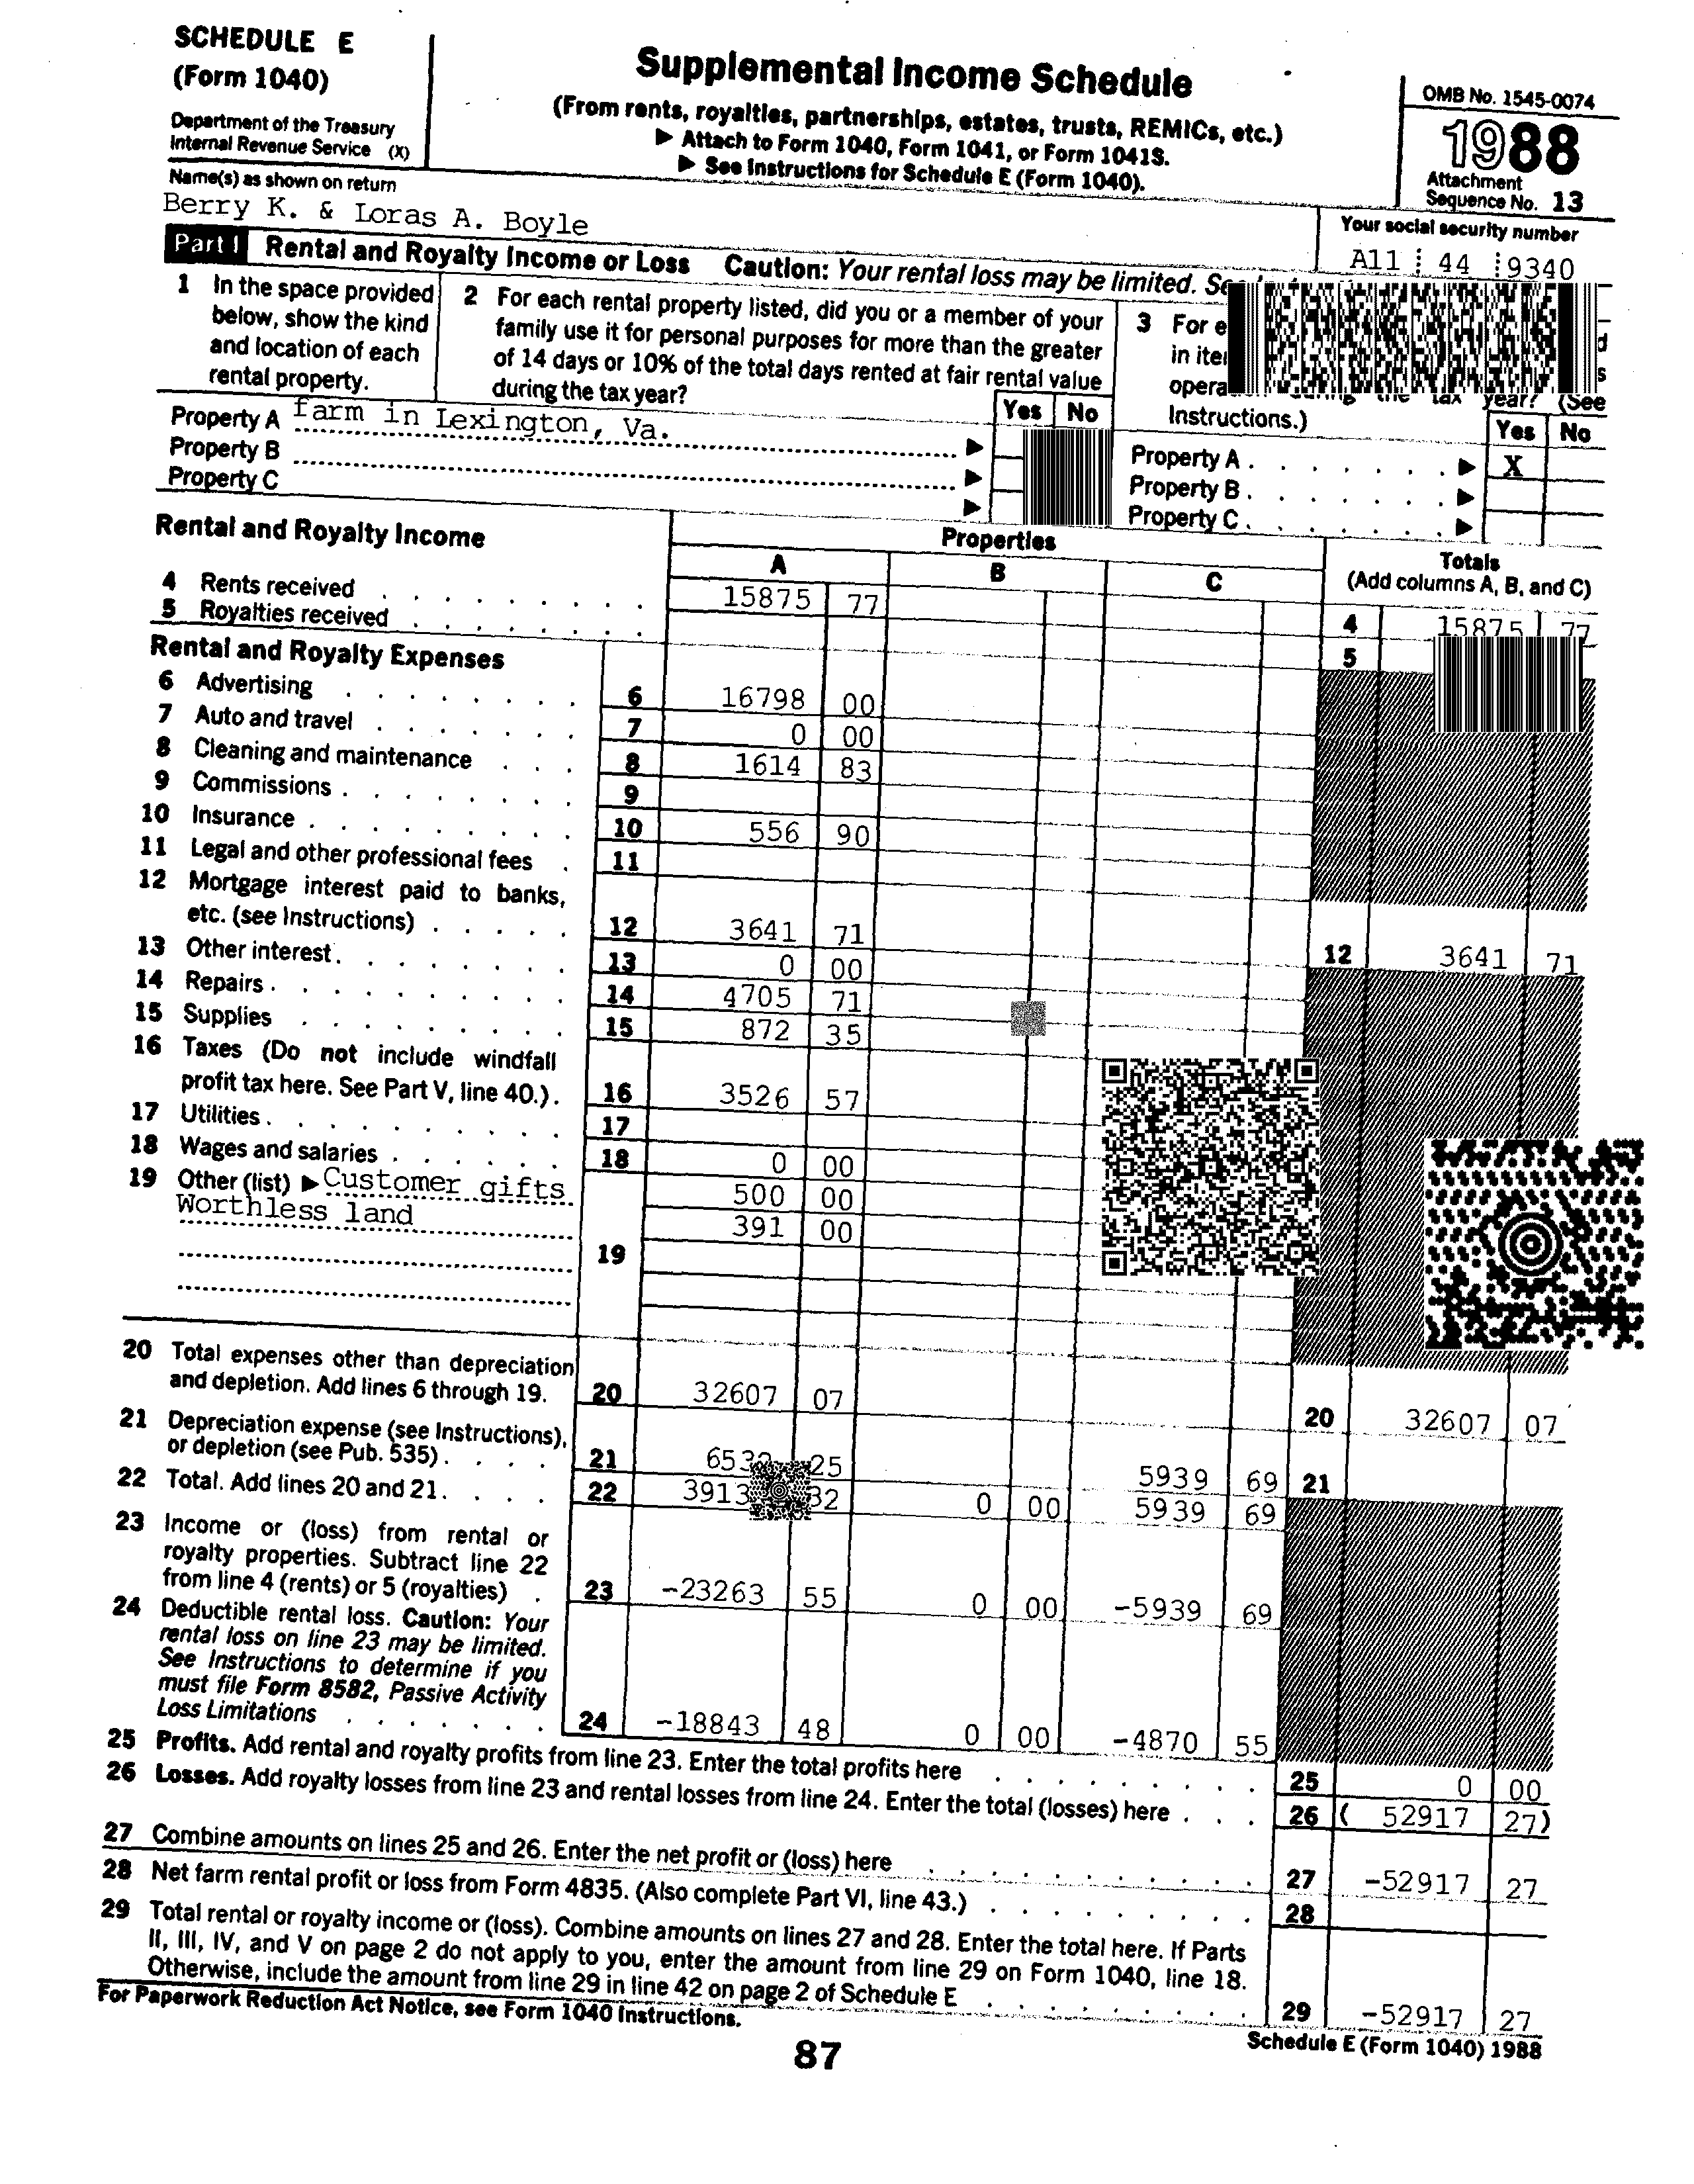 SCHEDULE E
(Form 1040)
Department of the Treasury
Internal Revenue Service (X)
Supplemental Income Schedule
(From rents, royalties, partnerships, estates, trusts, REMICs, etc.)
▶ Attach to Form 1040, Form 1041, or Form 1041S.
▶ See Instructions for Schedule E (Form 1040).
OMB No. 1545-0074
1988
Attachment
Sequence No. 13
Name(s) as shown on return
Berry K. & Loras A. Boyle
Your social security number
A11 44 9340
Part I Rental and Royalty Income or Loss Caution: Your rental loss may be limited.
1 In the space provided
below, show the kind
and location of each
rental property.
2 For each rental property listed, did you or a member of your
family use it for personal purposes for more than the greater
of 14 days or 10% of the total days rented at fair rental value
during the tax year?
3 For
in
tax year? (See
Instructions.)
Yes No
Yes No
Property A farm in Lexington, Va. ▶
Property B ▶
Property C ▶
Property A . . . . . . . ▶ X
Property B . . . . . . . ▶
Property C . . . . . . . ▶
Rental and Royalty Income
Properties
A B C
Totals
(Add columns A, B, and C)
4 Rents received . . . . . . . . . 15875 77 4 15875 77
5 Royalties received . . . . . . . . 5
Rental and Royalty Expenses
6 Advertising . . . . . . . . 6 16798 00
7 Auto and travel . . . . . . . 7 0 00
8 Cleaning and maintenance . . . 8 1614 83
9 Commissions . . . . . . . . 9
10 Insurance . . . . . . . . . 10 556 90
11 Legal and other professional fees . 11
12 Mortgage interest paid to banks,
etc. (see Instructions) . . . . . 12 3641 71 12 3641 71
13 Other interest . . . . . . . . 13 0 00
14 Repairs . . . . . . . . . . 14 4705 71
15 Supplies . . . . . . . . . 15 872 35
16 Taxes (Do not include windfall
profit tax here. See Part V, line 40.) . 16 3526 57
17 Utilities . . . . . . . . . . 17
18 Wages and salaries . . . . . . 18 0 00
19 Other (list) ▶ Customer gifts 500 00
Worthless land 391 00
19
20 Total expenses other than depreciation
and depletion. Add lines 6 through 19. 20 32607 07 20 32607 07
21 Depreciation expense (see Instructions),
or depletion (see Pub. 535) . . . . 21 25 5939 69 21
22 Total. Add lines 20 and 21 . . . . 22 32 0 00 5939 69
23 Income or (loss) from rental or
royalty properties. Subtract line 22
from line 4 (rents) or 5 (royalties) . 23 -23263 55 0 00 -5939 69
24 Deductible rental loss. Caution: Your
rental loss on line 23 may be limited.
See Instructions to determine if you
must file Form 8582, Passive Activity
Loss Limitations . . . . . . . 24 -18843 48 0 00 -4870 55
25 Profits. Add rental and royalty profits from line 23. Enter the total profits here . . . . . . . . . 25 0 00
26 Losses. Add royalty losses from line 23 and rental losses from line 24. Enter the total (losses) here . . . 26 ( 52917 27)
27 Combine amounts on lines 25 and 26. Enter the net profit or (loss) here . . . . . . . . . . . 27 -52917 27
28 Net farm rental profit or loss from Form 4835. (Also complete Part VI, line 43.) . . . . . . . . . 28
29 Total rental or royalty income or (loss). Combine amounts on lines 27 and 28. Enter the total here. If Parts
II, III, IV, and V on page 2 do not apply to you, enter the amount from line 29 on Form 1040, line 18.
Otherwise, include the amount from line 29 in line 42 on page 2 of Schedule E . . . . . . . . . 29 -52917 27
For Paperwork Reduction Act Notice, see Form 1040 Instructions.
Schedule E (Form 1040) 1988
87